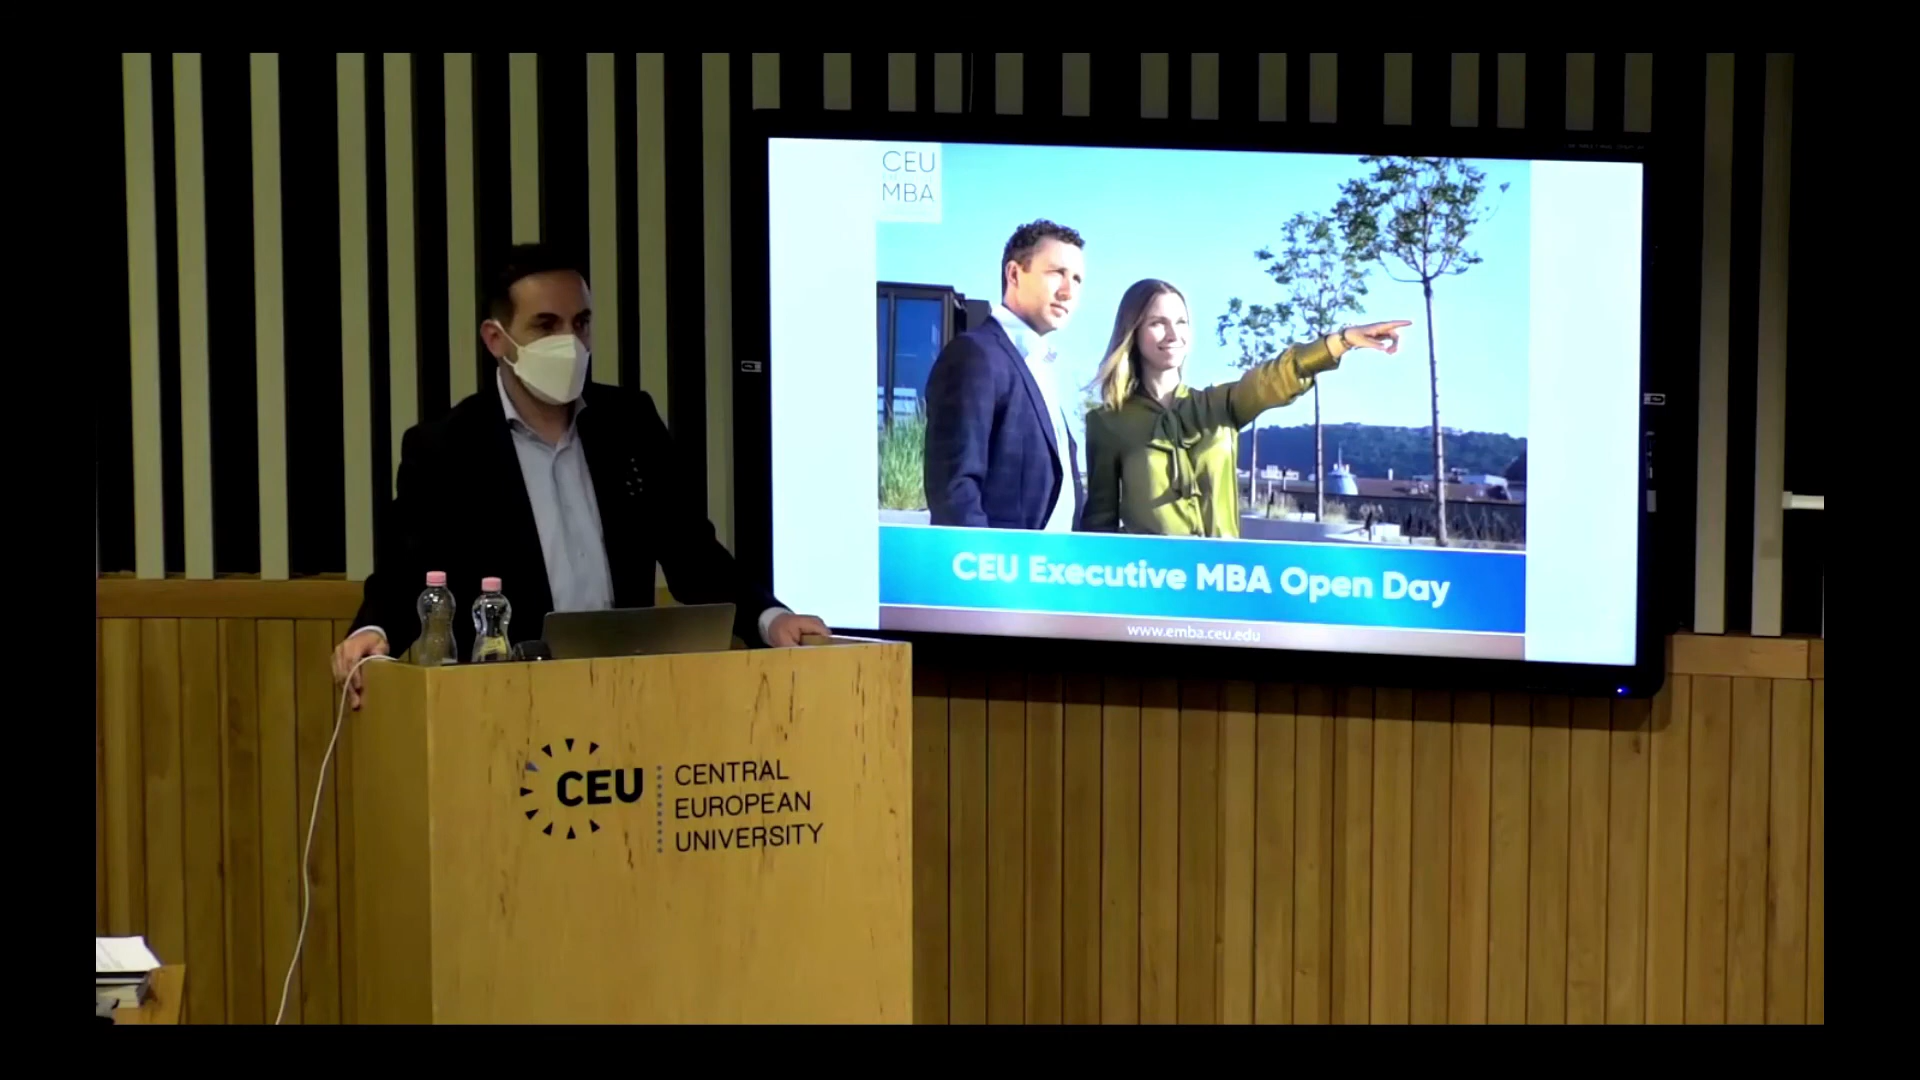 CEU
MBA
CEU Executive MBA Open Day
www.emba.ceu.edu
CEU
CENTRAL
EUROPEAN
UNIVERSITY